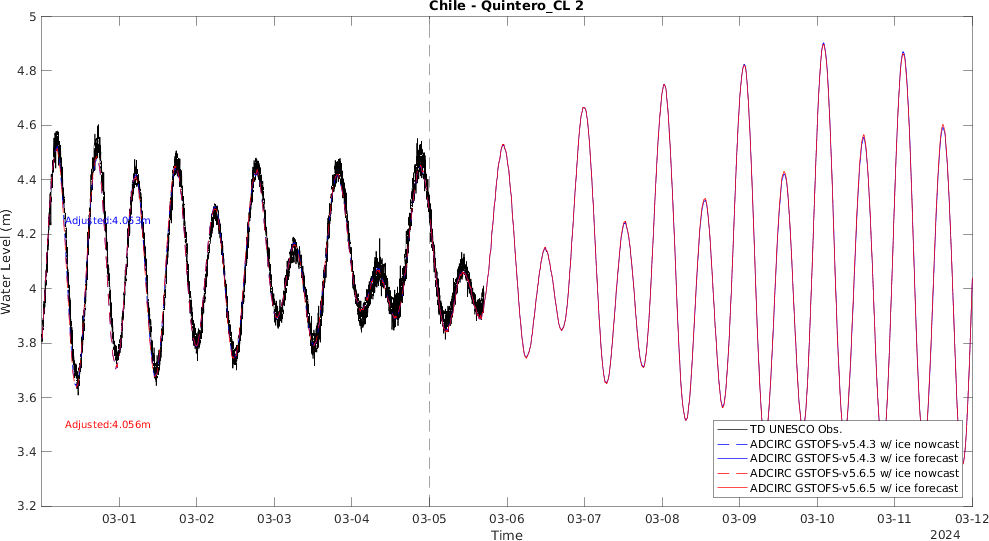 Chile - Quintero_CL 2
5
4.8
4.6
4.4
4.2
4
3.8
3.6
3.4
3.2
Water Level (m)
Adjusted:4.053m
Adjusted:4.056m
TD UNESCO Obs.
ADCIRC GSTOFS-v5.4.3 w/ ice nowcast
ADCIRC GSTOFS-v5.4.3 w/ ice forecast
ADCIRC GSTOFS-v5.6.5 w/ ice nowcast
ADCIRC GSTOFS-v5.6.5 w/ ice forecast
03-01 03-02 03-03 03-04 03-05 03-06 03-07 03-08 03-09 03-10 03-11 03-12
Time
2024